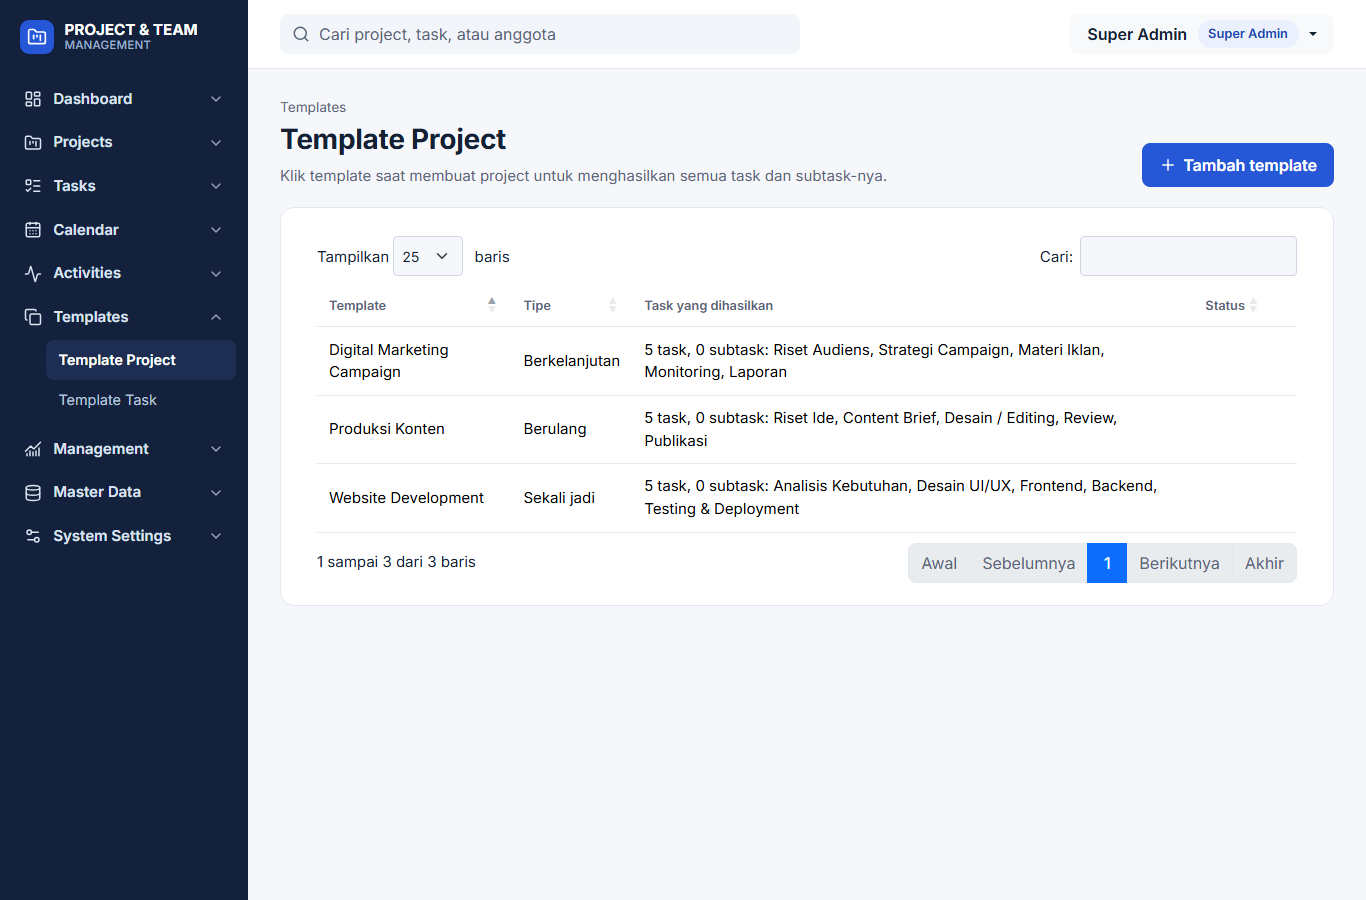 PROJECT & TEAM
MANAGEMENT
Dashboard
Projects
Tasks
Calendar
Activities
Templates
Template Project
Template Task
Management
Master Data
System Settings
Cari project, task, atau anggota
Super Admin
Super Admin
Templates
Template Project
Klik template saat membuat project untuk menghasilkan semua task dan subtask-nya.
Tambah template
Tampilkan 25 baris
Cari:
Template Tipe Task yang dihasilkan Status
Digital Marketing
Campaign
Berkelanjutan
5 task, 0 subtask: Riset Audiens, Strategi Campaign, Materi Iklan,
Monitoring, Laporan
Produksi Konten
Berulang
5 task, 0 subtask: Riset Ide, Content Brief, Desain / Editing, Review,
Publikasi
Website Development
Sekali jadi
5 task, 0 subtask: Analisis Kebutuhan, Desain UI/UX, Frontend, Backend,
Testing & Deployment
1 sampai 3 dari 3 baris
Awal Sebelumnya 1 Berikutnya Akhir